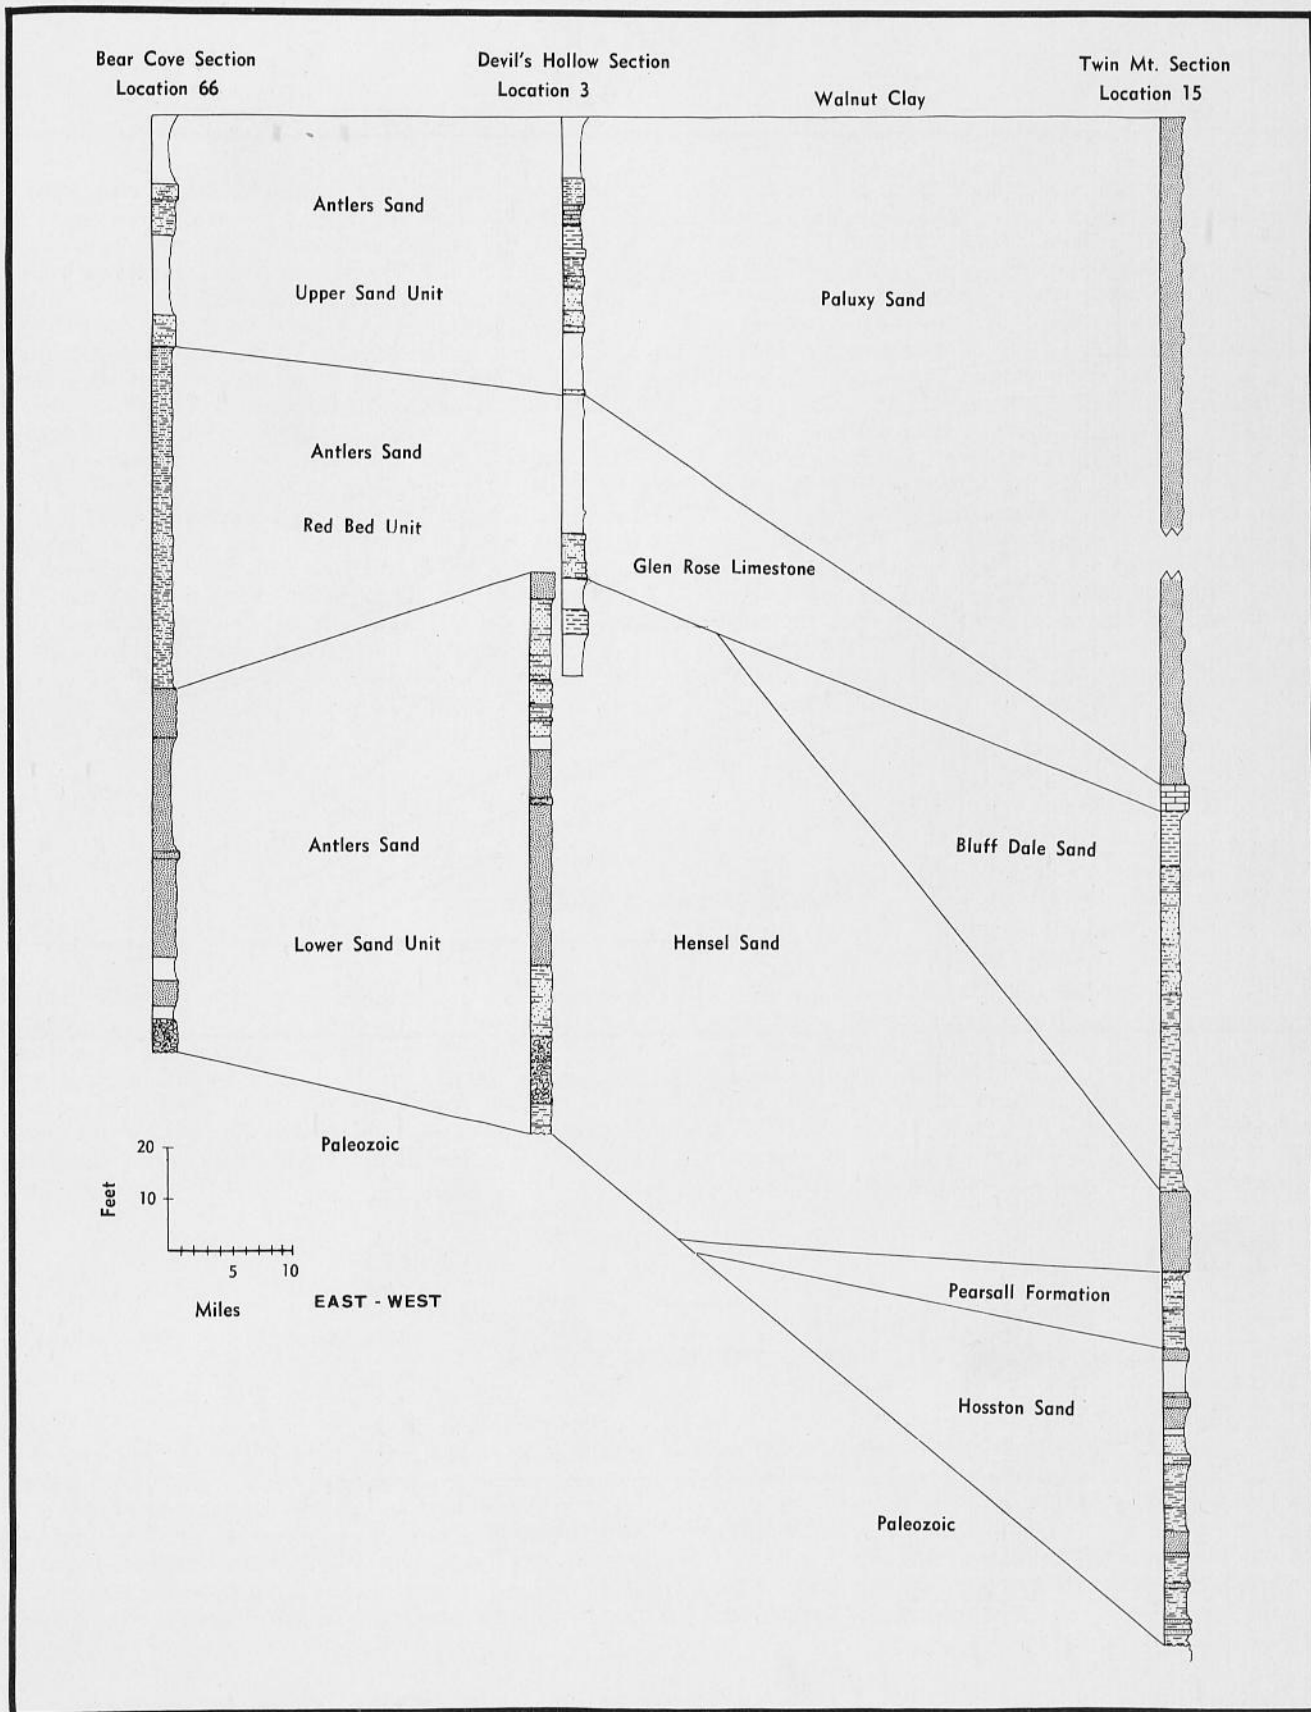 Bear Cove Section
Location 66
Devil's Hollow Section
Location 3
Walnut Clay
Twin Mt. Section
Location 15
Antlers Sand
Upper Sand Unit
Paluxy Sand
Antlers Sand
Red Bed Unit
Glen Rose Limestone
Antlers Sand
Lower Sand Unit
Hensel Sand
Bluff Dale Sand
Paleozoic
20
10
Feet
5
10
Miles
EAST - WEST
Pearsall Formation
Hosston Sand
Paleozoic